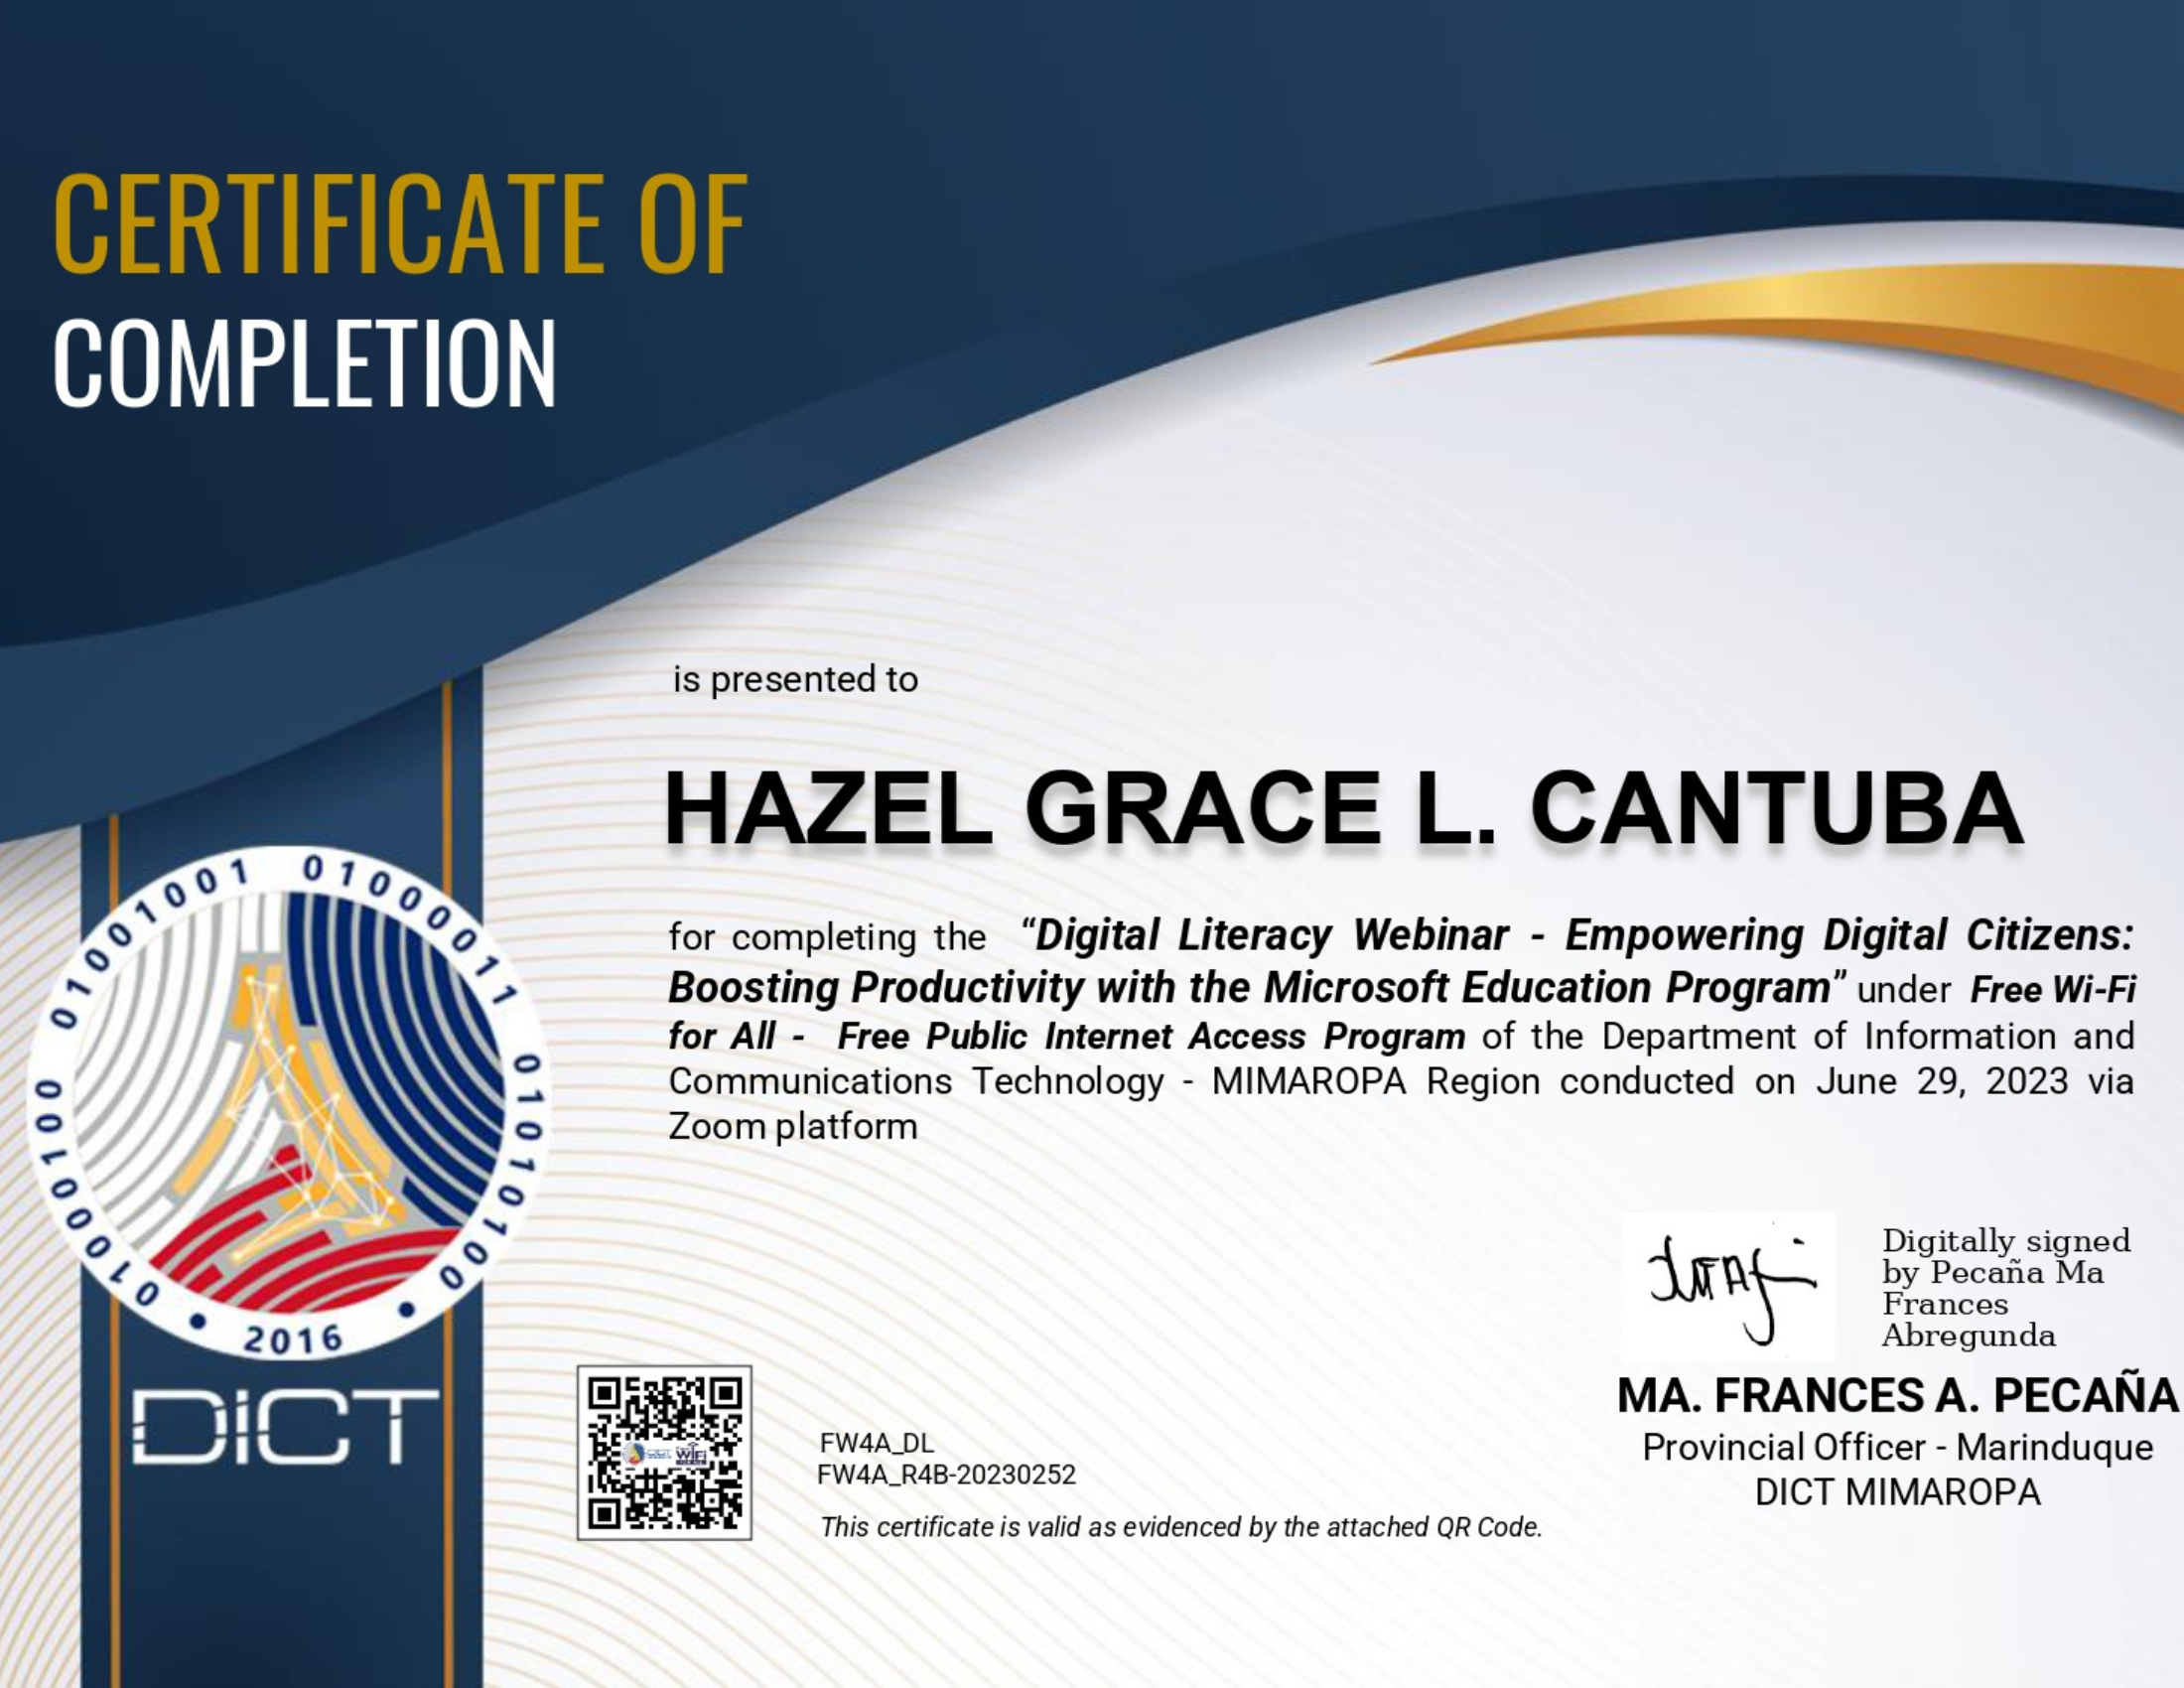 CERTIFICATE OF
COMPLETION
is presented to
HAZEL GRACE L. CANTUBA
for completing the “Digital Literacy Webinar - Empowering Digital Citizens:
Boosting Productivity with the Microsoft Education Program” under Free Wi-Fi
for All - Free Public Internet Access Program of the Department of Information and
Communications Technology - MIMAROPA Region conducted on June 29, 2023 via
Zoom platform
01001001 01000011 01010100 • 2016 • 01000100
DICT
Digitally signed
by Pecaña Ma
Frances
Abregunda
MA. FRANCES A. PECAÑA
Provincial Officer - Marinduque
DICT MIMAROPA
WiFi
FW4A_DL
FW4A_R4B-20230252
This certificate is valid as evidenced by the attached QR Code.